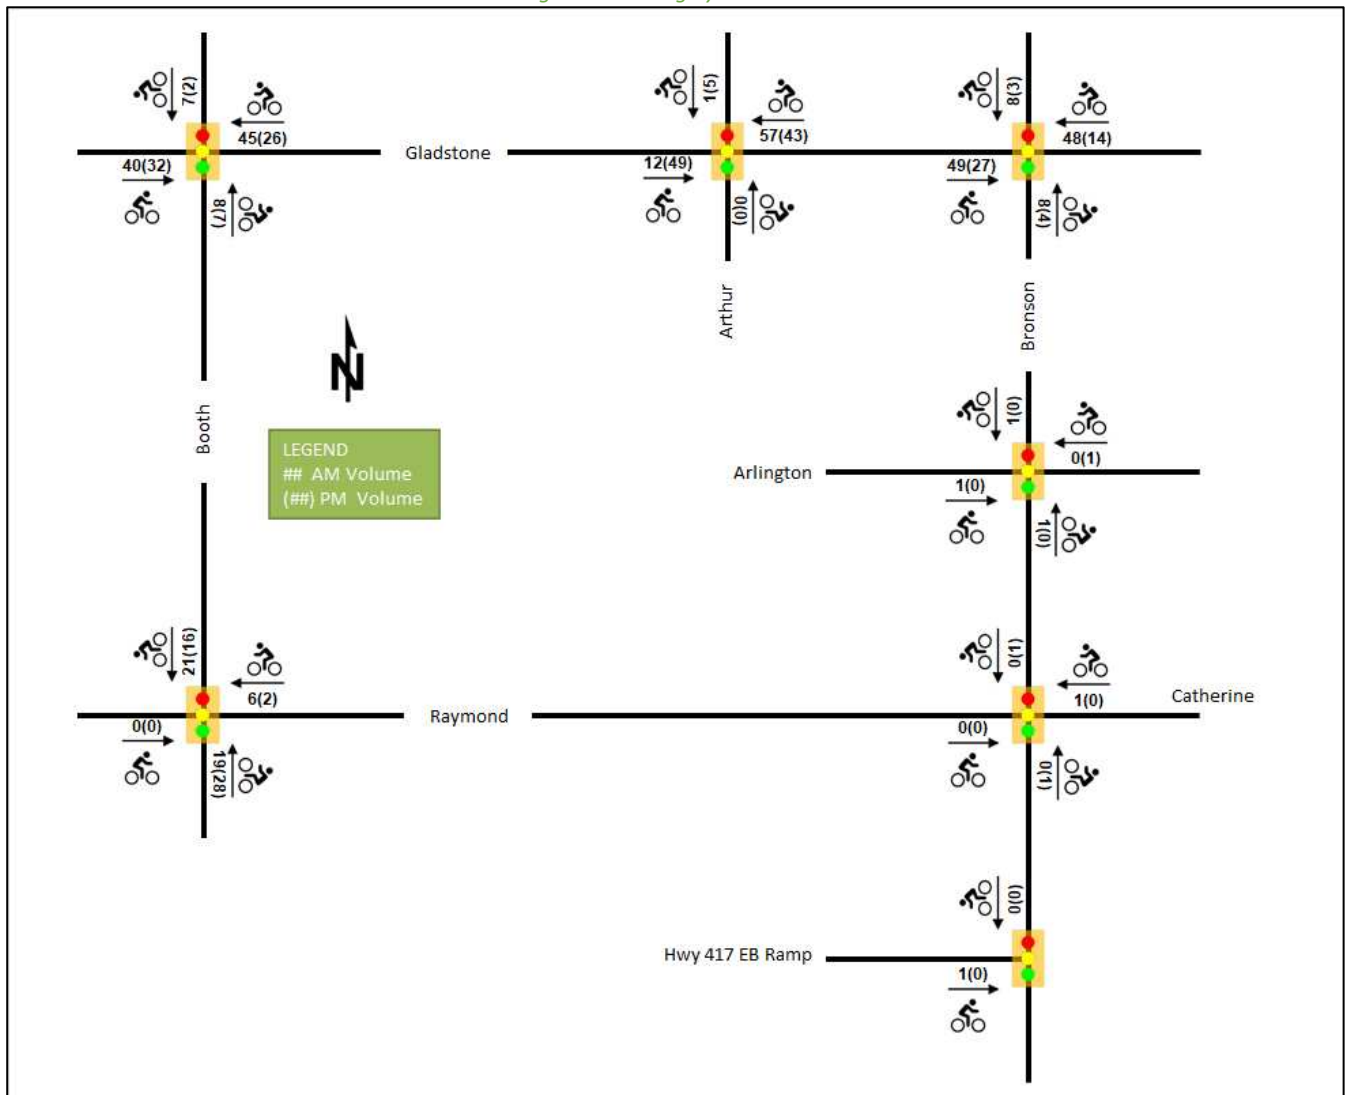 7(2)
45(26)
40(32)
8(7)
Gladstone
1(5)
57(43)
12(49)
0(0)
8(3)
48(14)
49(27)
8(4)
Arthur
Bronson
N
Booth
LEGEND
## AM Volume
(##) PM Volume
1(0)
0(1)
Arlington
1(0)
1(0)
21(16)
6(2)
0(0)
19(28)
Raymond
0(1)
1(0)
Catherine
0(0)
0(1)
0(0)
Hwy 417 EB Ramp
1(0)